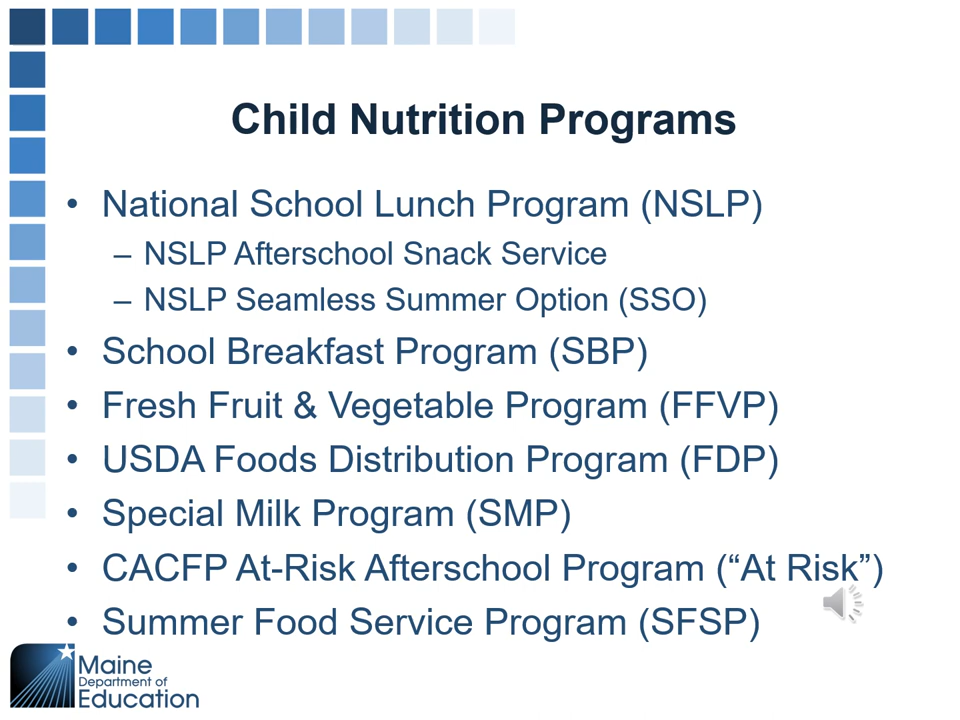 Child Nutrition Programs
• National School Lunch Program (NSLP)
– NSLP Afterschool Snack Service
– NSLP Seamless Summer Option (SSO)
• School Breakfast Program (SBP)
• Fresh Fruit & Vegetable Program (FFVP)
• USDA Foods Distribution Program (FDP)
• Special Milk Program (SMP)
• CACFP At-Risk Afterschool Program (“At Risk”)
• Summer Food Service Program (SFSP)
Maine
Department of
Education